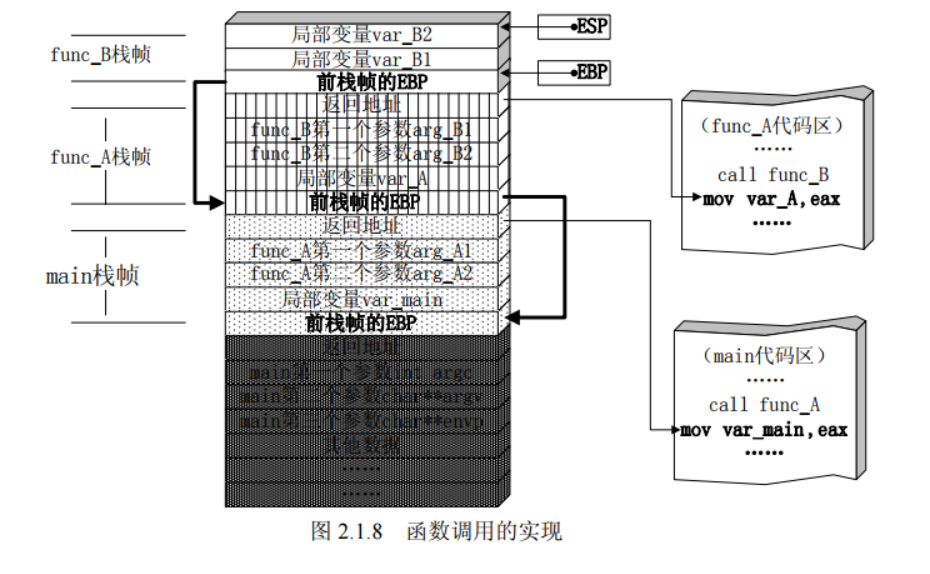 func_B栈帧
func_A栈帧
main栈帧
局部变量var_B2
局部变量var_B1
前栈帧的EBP
返回地址
func_B第一个参数arg_B1
func_B第二个参数arg_B2
局部变量var_A
前栈帧的EBP
返回地址
func_A第一个参数arg_A1
func_A第二个参数arg_A2
局部变量var_main
前栈帧的EBP
返回地址
main第一个参数int argc
main第二个参数char**argv
main第三个参数char**envp
其他数据
……
……
ESP
EBP
(func_A代码区)
……
call func_B
mov var_A,eax
……
(main代码区)
……
call func_A
mov var_main,eax
……
图 2.1.8 函数调用的实现